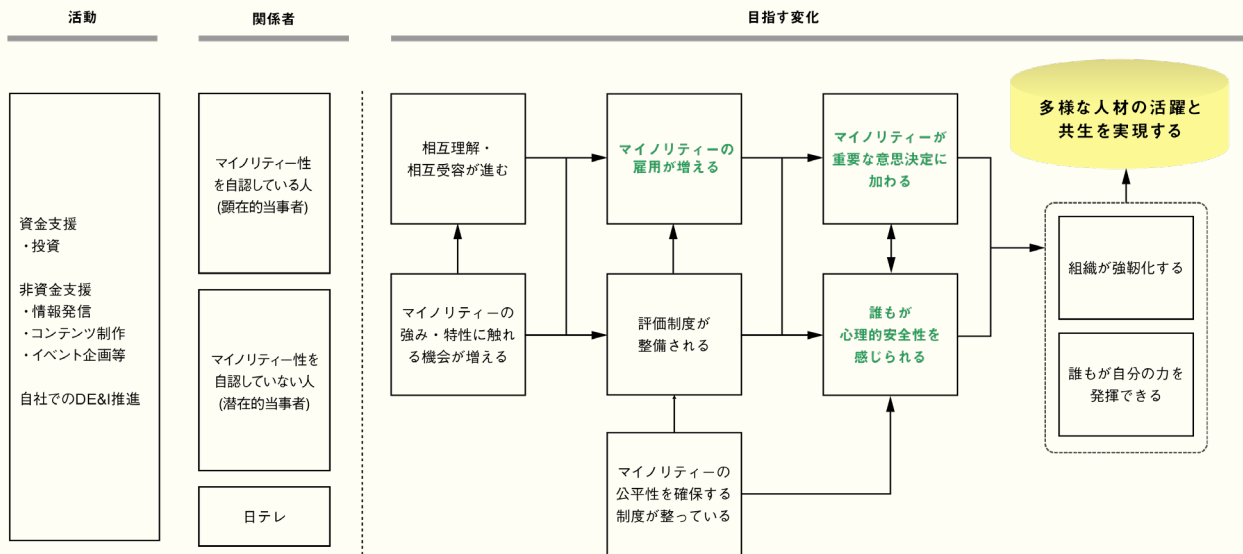 活動
関係者
目指す変化
資金支援
・投資
非資金支援
・情報発信
・コンテンツ制作
・イベント企画等
自社でのDE&I推進
マイノリティー性
を自認している人
(顕在的当事者)
マイノリティー性を
自認していない人
(潜在的当事者)
日テレ
相互理解・
相互受容が進む
マイノリティーの
強み・特性に触れ
る機会が増える
マイノリティーの
雇用が増える
評価制度が
整備される
マイノリティーの
公平性を確保する
制度が整っている
マイノリティーが
重要な意思決定に
加わる
誰もが
心理的安全性を
感じられる
多様な人材の活躍と
共生を実現する
組織が強靭化する
誰もが自分の力を
発揮できる